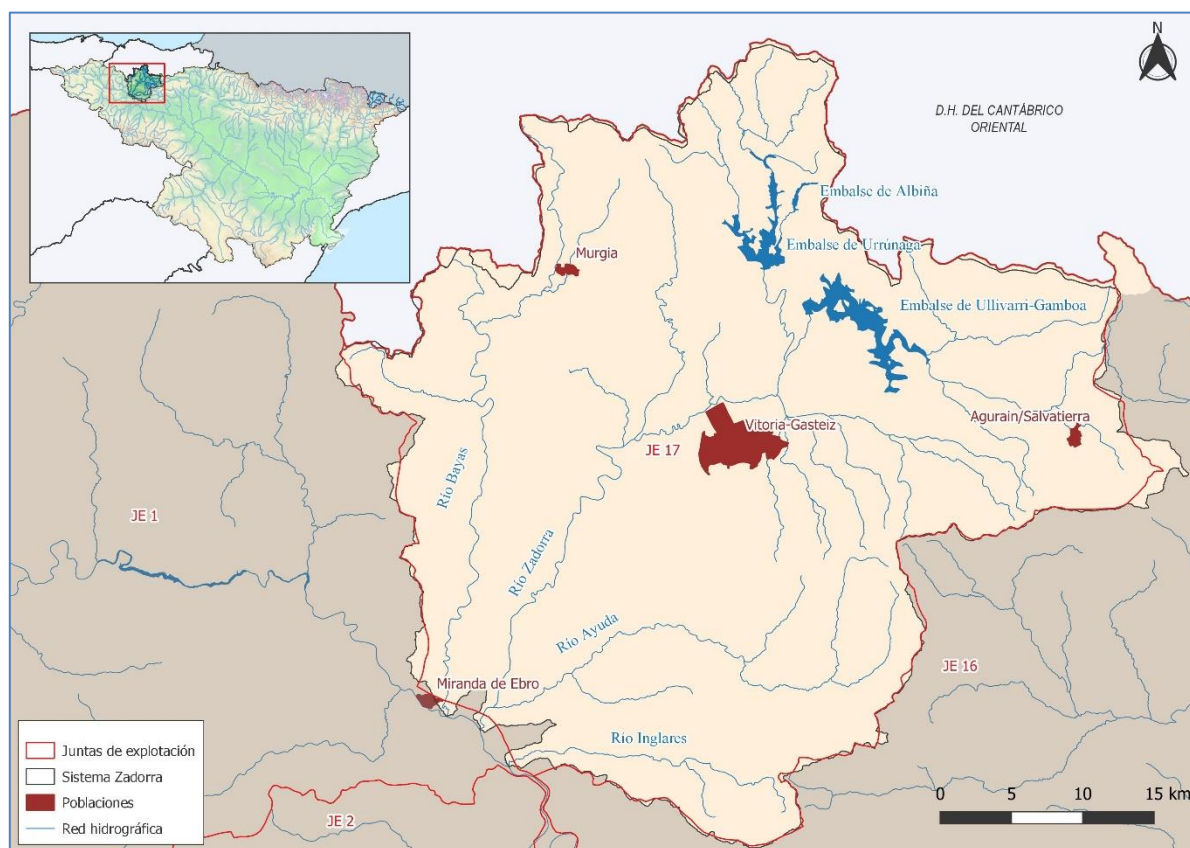 N
D.H. DEL CANTÁBRICO
ORIENTAL
Embalse de Albiña
Embalse de Urrúnaga
Murgia
Embalse de Ullivarri-Gamboa
Agurain/Salvatierra
Vitoria-Gasteiz
JE 17
Río Bayas
JE 1
Río Zadorra
Río Ayuda
JE 16
Miranda de Ebro
Río Inglares
Juntas de explotación
Sistema Zadorra
Poblaciones
Red hidrográfica
JE 2
0 5 10 15 km